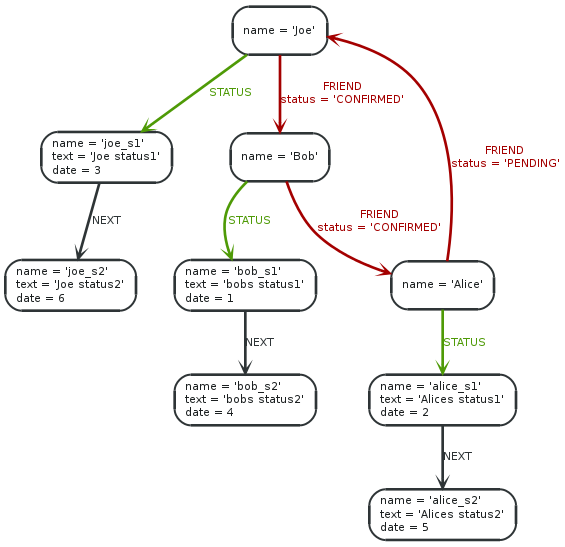 name = 'Joe'
STATUS
FRIEND
status = 'CONFIRMED'
name = 'joe_s1'
text = 'Joe status1'
date = 3
name = 'Bob'
FRIEND
status = 'PENDING'
NEXT
STATUS
FRIEND
status = 'CONFIRMED'
name = 'joe_s2'
text = 'Joe status2'
date = 6
name = 'bob_s1'
text = 'bobs status1'
date = 1
name = 'Alice'
NEXT
STATUS
name = 'bob_s2'
text = 'bobs status2'
date = 4
name = 'alice_s1'
text = 'Alices status1'
date = 2
NEXT
name = 'alice_s2'
text = 'Alices status2'
date = 5